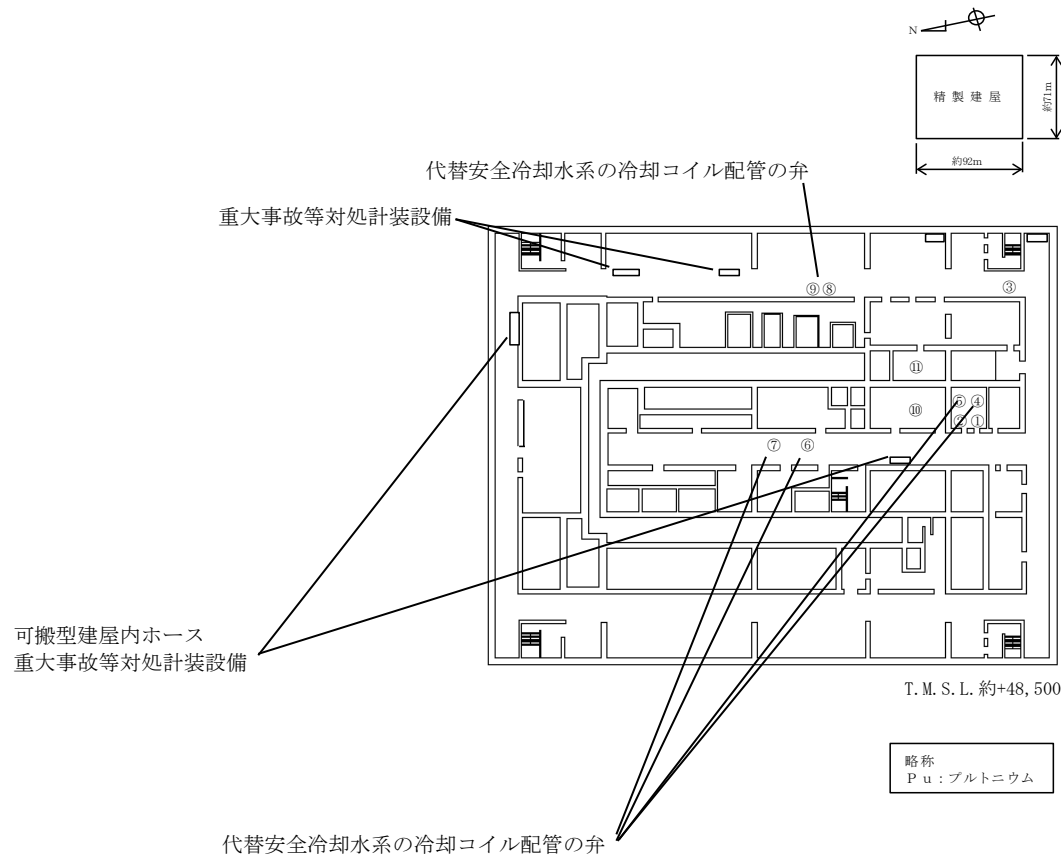 N
精製建屋
約71m
約92m
代替安全冷却水系の冷却コイル配管の弁
重大事故等対処計装設備
⑨⑧
③
⑪
⑩
⑤④
②①
⑦
⑥
可搬型建屋内ホース
重大事故等対処計装設備
T.M.S.L.約+48,500
略称
Pu:プルトニウム
代替安全冷却水系の冷却コイル配管の弁